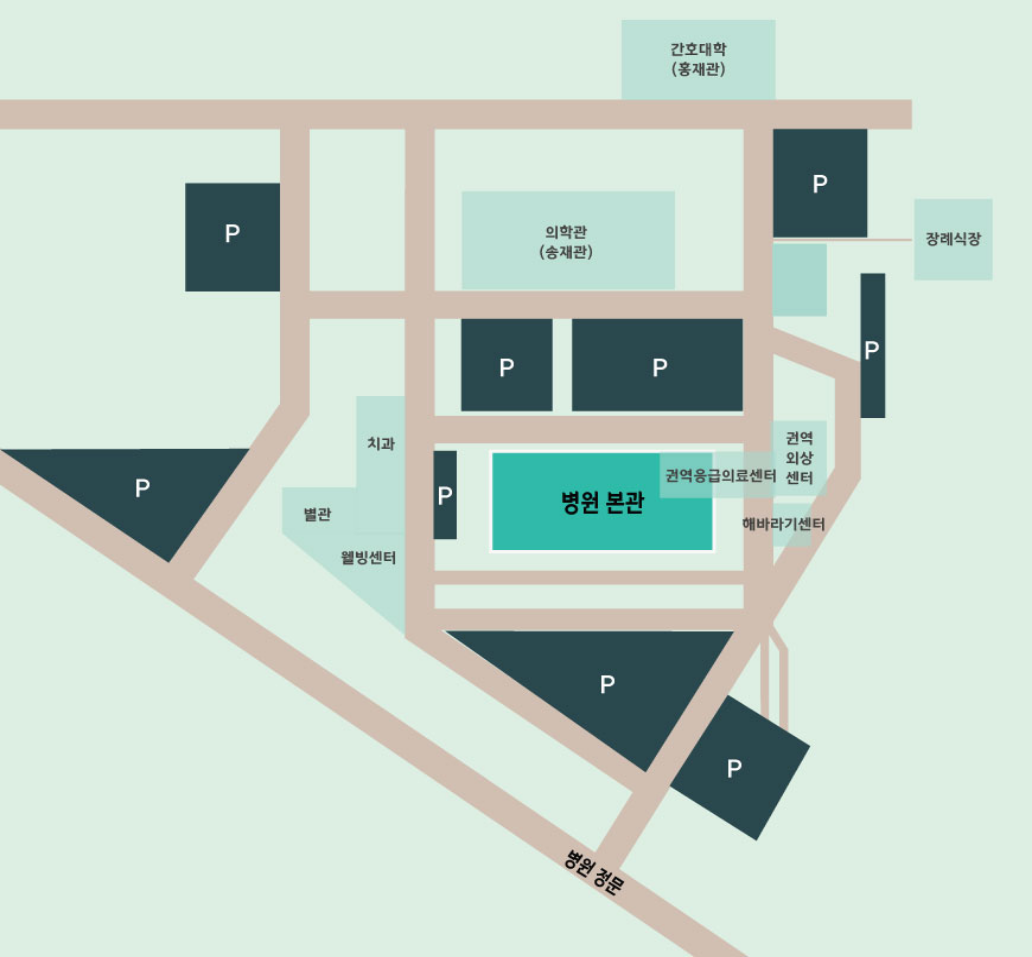 간호대학
(홍재관)
P
P
의학관
(송재관)
장례식장
P
P
P
치과
권역
외상
센터
권역응급의료센터
P
P
병원 본관
별관
해바라기센터
웰빙센터
P
P
병원 정문